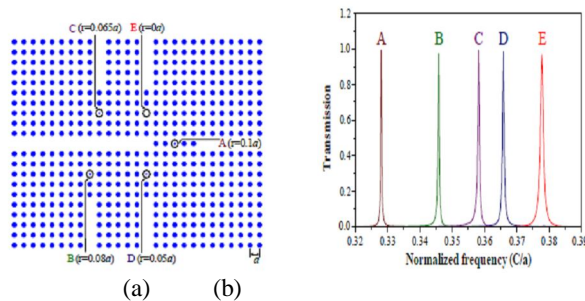 C (r=0.065a) E (r=0a)
A (r=0.1a)
B (r=0.08a) D (r=0.05a)
a
(a) (b)
A B C D E
Transmission
1.0
0.8
0.6
0.4
0.2
0.0
0.32 0.33 0.34 0.35 0.36 0.37 0.38 0.39
Normalized frequency (C/a)